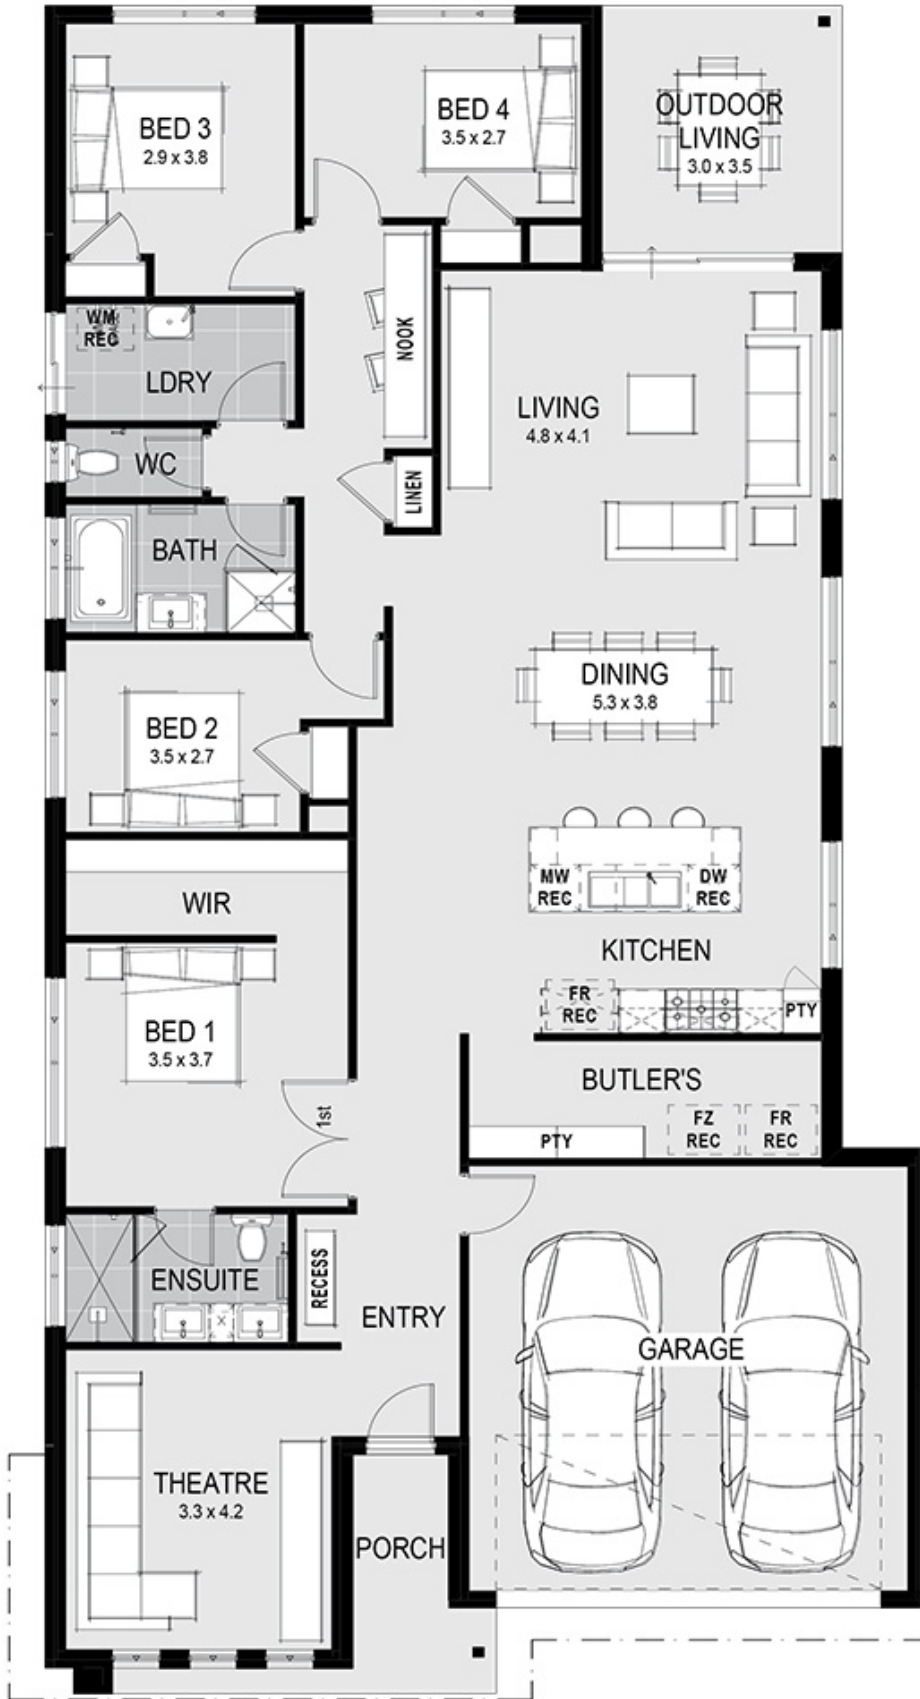 BED 3
2.9 x 3.8
BED 4
3.5 x 2.7
OUTDOOR
LIVING
3.0 x 3.5
WM
REC
LDRY
NOOK
LIVING
4.8 x 4.1
WC
LINEN
BATH
DINING
5.3 x 3.8
BED 2
3.5 x 2.7
MW
REC
DW
REC
WIR
KITCHEN
FR
REC
PTY
BED 1
3.5 x 3.7
1st
BUTLER'S
PTY
FZ
REC
FR
REC
ENSUITE
RECESS
ENTRY
GARAGE
THEATRE
3.3 x 4.2
PORCH